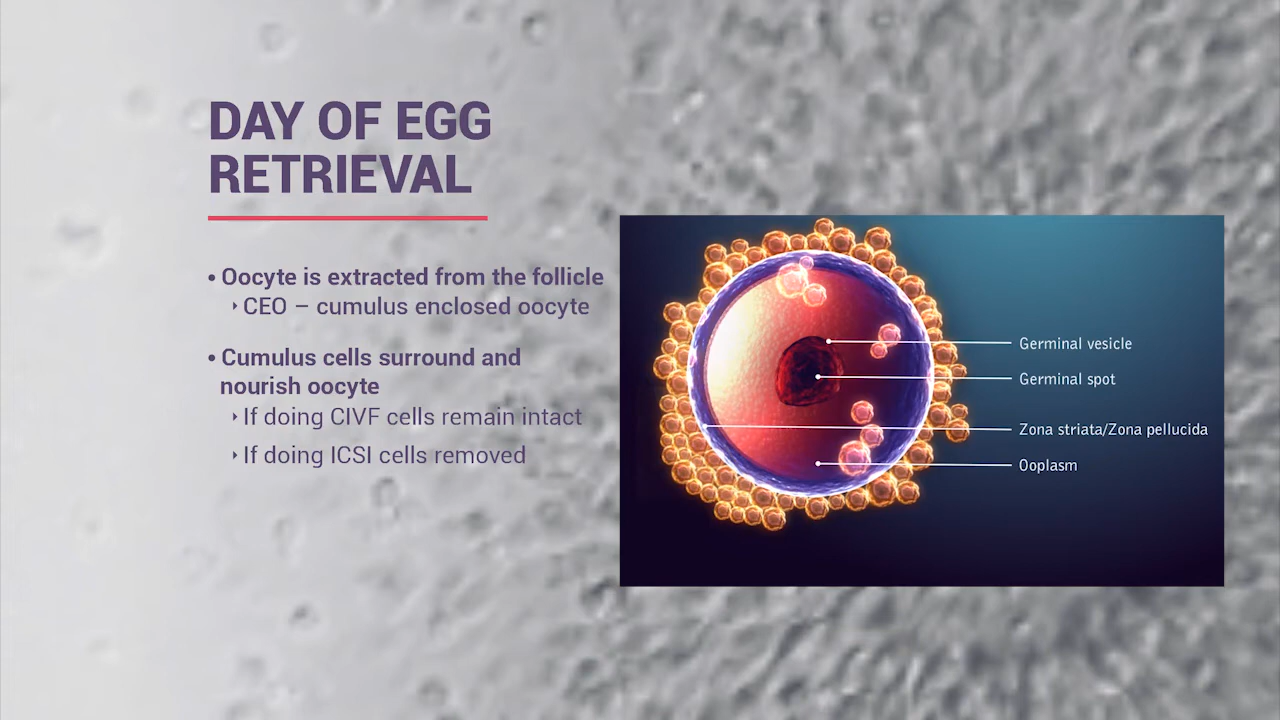 DAY OF EGG
RETRIEVAL
• Oocyte is extracted from the follicle
‣ CEO – cumulus enclosed oocyte
• Cumulus cells surround and
nourish oocyte
‣ If doing CIVF cells remain intact
‣ If doing ICSI cells removed
Germinal vesicle
Germinal spot
Zona striata/Zona pellucida
Ooplasm